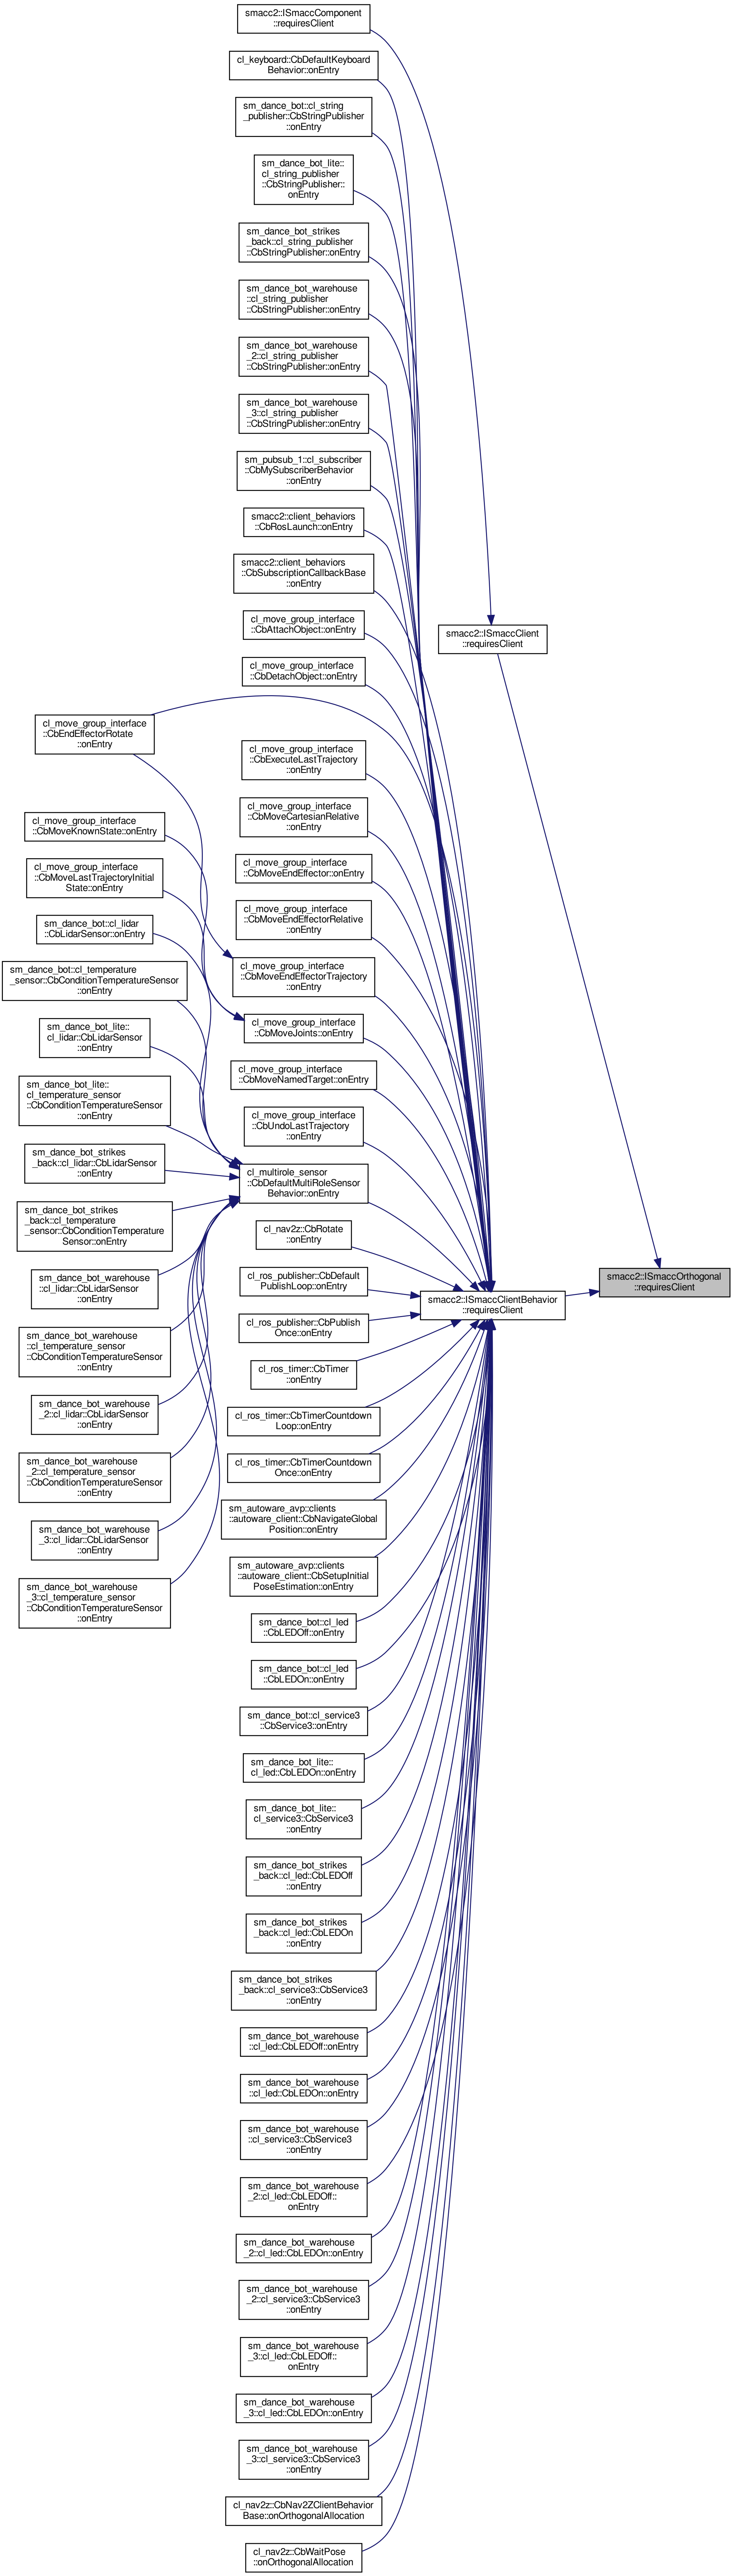 smacc2::ISmaccComponent
::requiresClient
cl_keyboard::CbDefaultKeyboard
Behavior::onEntry
sm_dance_bot::cl_string
_publisher::CbStringPublisher
::onEntry
sm_dance_bot_lite::
cl_string_publisher
::CbStringPublisher::
onEntry
sm_dance_bot_strikes
_back::cl_string_publisher
::CbStringPublisher::onEntry
sm_dance_bot_warehouse
::cl_string_publisher
::CbStringPublisher::onEntry
sm_dance_bot_warehouse
_2::cl_string_publisher
::CbStringPublisher::onEntry
sm_dance_bot_warehouse
_3::cl_string_publisher
::CbStringPublisher::onEntry
sm_pubsub_1::cl_subscriber
::CbMySubscriberBehavior
::onEntry
smacc2::client_behaviors
::CbRosLaunch::onEntry
smacc2::client_behaviors
::CbSubscriptionCallbackBase
::onEntry
cl_move_group_interface
::CbAttachObject::onEntry
smacc2::ISmaccClient
::requiresClient
cl_move_group_interface
::CbDetachObject::onEntry
cl_move_group_interface
::CbEndEffectorRotate
::onEntry
cl_move_group_interface
::CbExecuteLastTrajectory
::onEntry
cl_move_group_interface
::CbMoveCartesianRelative
::onEntry
cl_move_group_interface
::CbMoveKnownState::onEntry
cl_move_group_interface
::CbMoveEndEffector::onEntry
cl_move_group_interface
::CbMoveLastTrajectoryInitial
State::onEntry
cl_move_group_interface
::CbMoveEndEffectorRelative
::onEntry
sm_dance_bot::cl_lidar
::CbLidarSensor::onEntry
cl_move_group_interface
::CbMoveEndEffectorTrajectory
::onEntry
sm_dance_bot::cl_temperature
_sensor::CbConditionTemperatureSensor
::onEntry
cl_move_group_interface
::CbMoveJoints::onEntry
sm_dance_bot_lite::
cl_lidar::CbLidarSensor
::onEntry
cl_move_group_interface
::CbMoveNamedTarget::onEntry
sm_dance_bot_lite::
cl_temperature_sensor
::CbConditionTemperatureSensor
::onEntry
cl_move_group_interface
::CbUndoLastTrajectory
::onEntry
sm_dance_bot_strikes
_back::cl_lidar::CbLidarSensor
::onEntry
cl_multirole_sensor
::CbDefaultMultiRoleSensor
Behavior::onEntry
sm_dance_bot_strikes
_back::cl_temperature
_sensor::CbConditionTemperature
Sensor::onEntry
cl_nav2z::CbRotate
::onEntry
sm_dance_bot_warehouse
::cl_lidar::CbLidarSensor
::onEntry
cl_ros_publisher::CbDefault
PublishLoop::onEntry
smacc2::ISmaccOrthogonal
::requiresClient
smacc2::ISmaccClientBehavior
::requiresClient
cl_ros_publisher::CbPublish
Once::onEntry
sm_dance_bot_warehouse
::cl_temperature_sensor
::CbConditionTemperatureSensor
::onEntry
cl_ros_timer::CbTimer
::onEntry
sm_dance_bot_warehouse
_2::cl_lidar::CbLidarSensor
::onEntry
cl_ros_timer::CbTimerCountdown
Loop::onEntry
sm_dance_bot_warehouse
_2::cl_temperature_sensor
::CbConditionTemperatureSensor
::onEntry
cl_ros_timer::CbTimerCountdown
Once::onEntry
sm_dance_bot_warehouse
_3::cl_lidar::CbLidarSensor
::onEntry
sm_autoware_avp::clients
::autoware_client::CbNavigateGlobal
Position::onEntry
sm_dance_bot_warehouse
_3::cl_temperature_sensor
::CbConditionTemperatureSensor
::onEntry
sm_autoware_avp::clients
::autoware_client::CbSetupInitial
PoseEstimation::onEntry
sm_dance_bot::cl_led
::CbLEDOff::onEntry
sm_dance_bot::cl_led
::CbLEDOn::onEntry
sm_dance_bot::cl_service3
::CbService3::onEntry
sm_dance_bot_lite::
cl_led::CbLEDOn::onEntry
sm_dance_bot_lite::
cl_service3::CbService3
::onEntry
sm_dance_bot_strikes
_back::cl_led::CbLEDOff
::onEntry
sm_dance_bot_strikes
_back::cl_led::CbLEDOn
::onEntry
sm_dance_bot_strikes
_back::cl_service3::CbService3
::onEntry
sm_dance_bot_warehouse
::cl_led::CbLEDOff::onEntry
sm_dance_bot_warehouse
::cl_led::CbLEDOn::onEntry
sm_dance_bot_warehouse
::cl_service3::CbService3
::onEntry
sm_dance_bot_warehouse
_2::cl_led::CbLEDOff::
onEntry
sm_dance_bot_warehouse
_2::cl_led::CbLEDOn::onEntry
sm_dance_bot_warehouse
_2::cl_service3::CbService3
::onEntry
sm_dance_bot_warehouse
_3::cl_led::CbLEDOff::
onEntry
sm_dance_bot_warehouse
_3::cl_led::CbLEDOn::onEntry
sm_dance_bot_warehouse
_3::cl_service3::CbService3
::onEntry
cl_nav2z::CbNav2ZClientBehavior
Base::onOrthogonalAllocation
cl_nav2z::CbWaitPose
::onOrthogonalAllocation